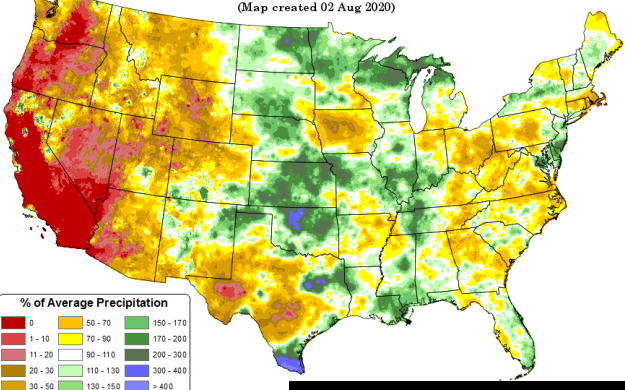 (Map created 02 Aug 2020)
% of Average Precipitation
0 50 - 70 150 - 170
1 - 10 70 - 90 170 - 200
11 - 20 90 - 110 200 - 300
20 - 30 110 - 130 300 - 400
30 - 50 130 - 150 > 400